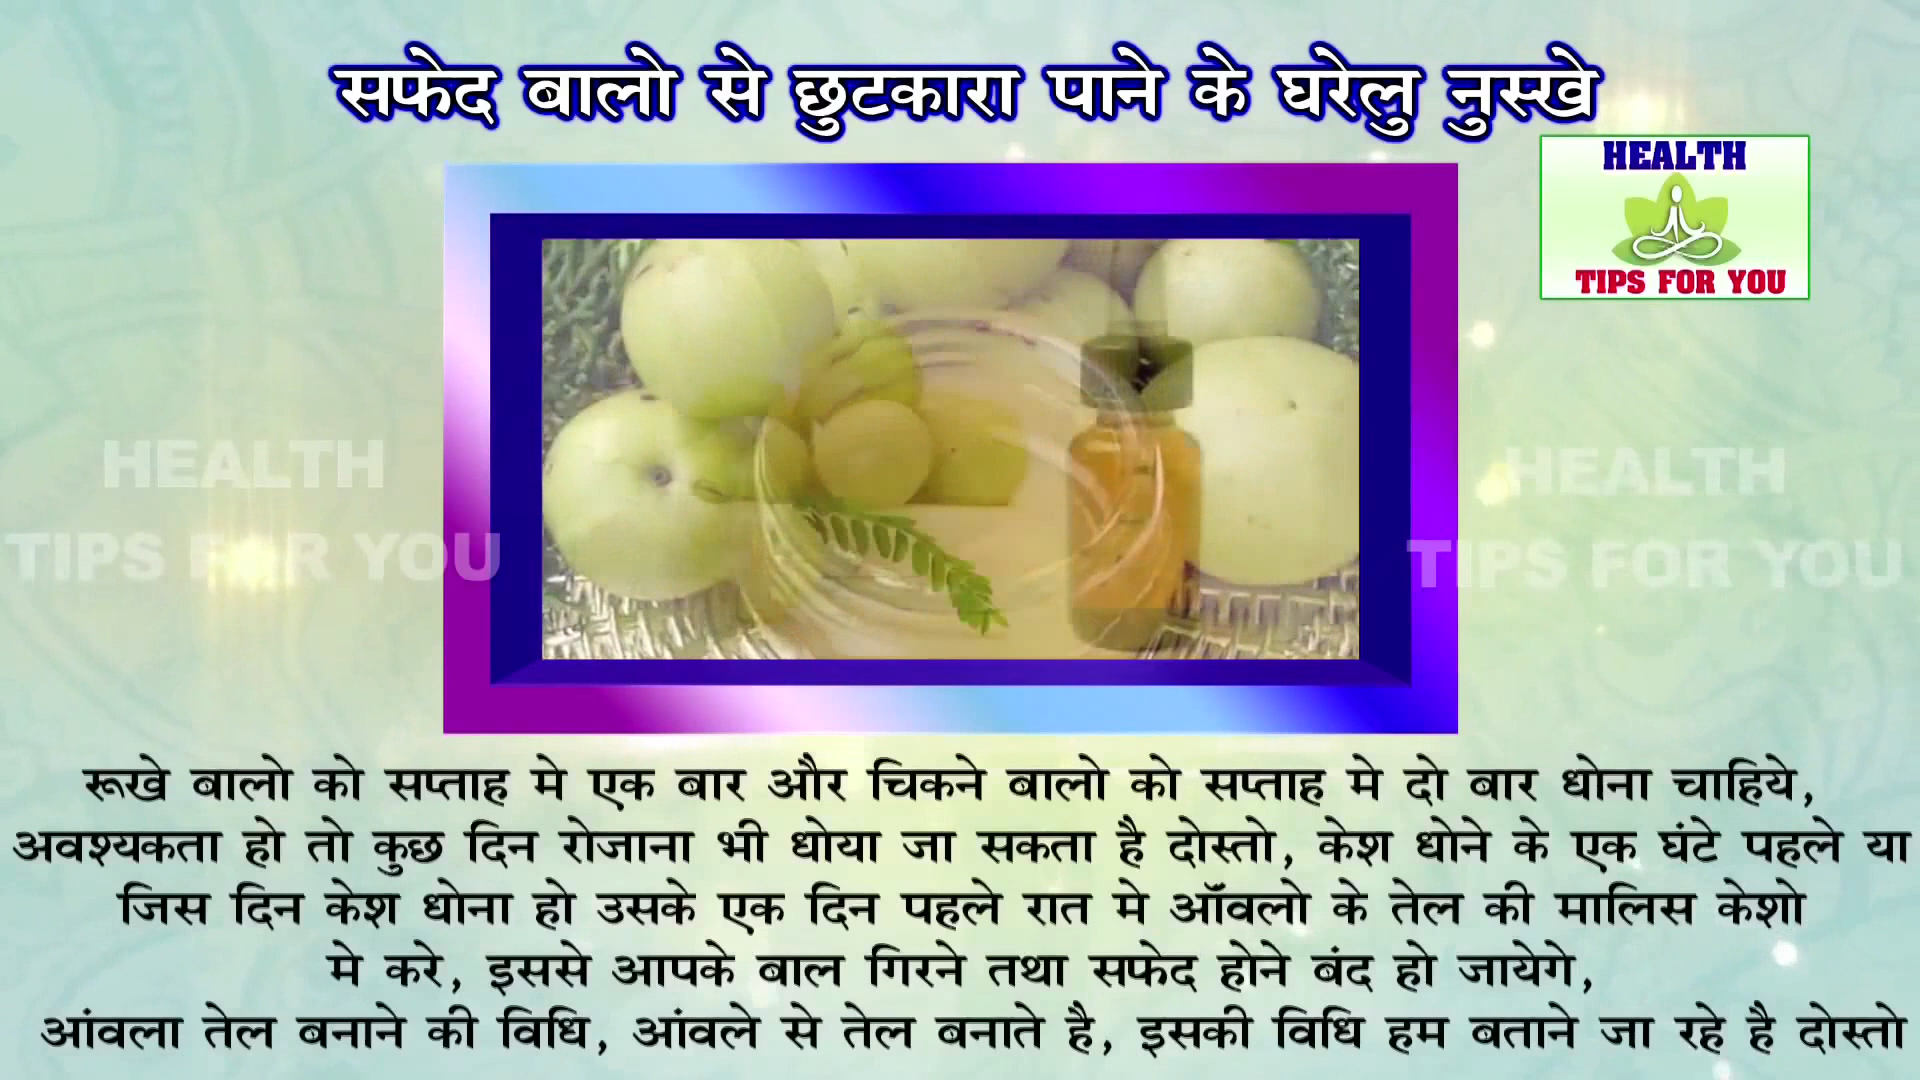 सफेद बालो से छुटकारा पाने के घरेलु नुस्खे
HEALTH
TIPS FOR YOU
HEALTH
TIPS FOR YOU
HEALTH
TIPS FOR YOU
रूखे बालो को सप्ताह मे एक बार और चिकने बालो को सप्ताह मे दो बार धोना चाहिये,
अवश्यकता हो तो कुछ दिन रोजाना भी धोया जा सकता है दोस्तो, केश धोने के एक घंटे पहले या
जिस दिन केश धोना हो उसके एक दिन पहले रात मे ऑंवलो के तेल की मालिस केशो
मे करे, इससे आपके बाल गिरने तथा सफेद होने बंद हो जायेगे,
आंवला तेल बनाने की विधि, आंवले से तेल बनाते है, इसकी विधि हम बताने जा रहे है दोस्तो